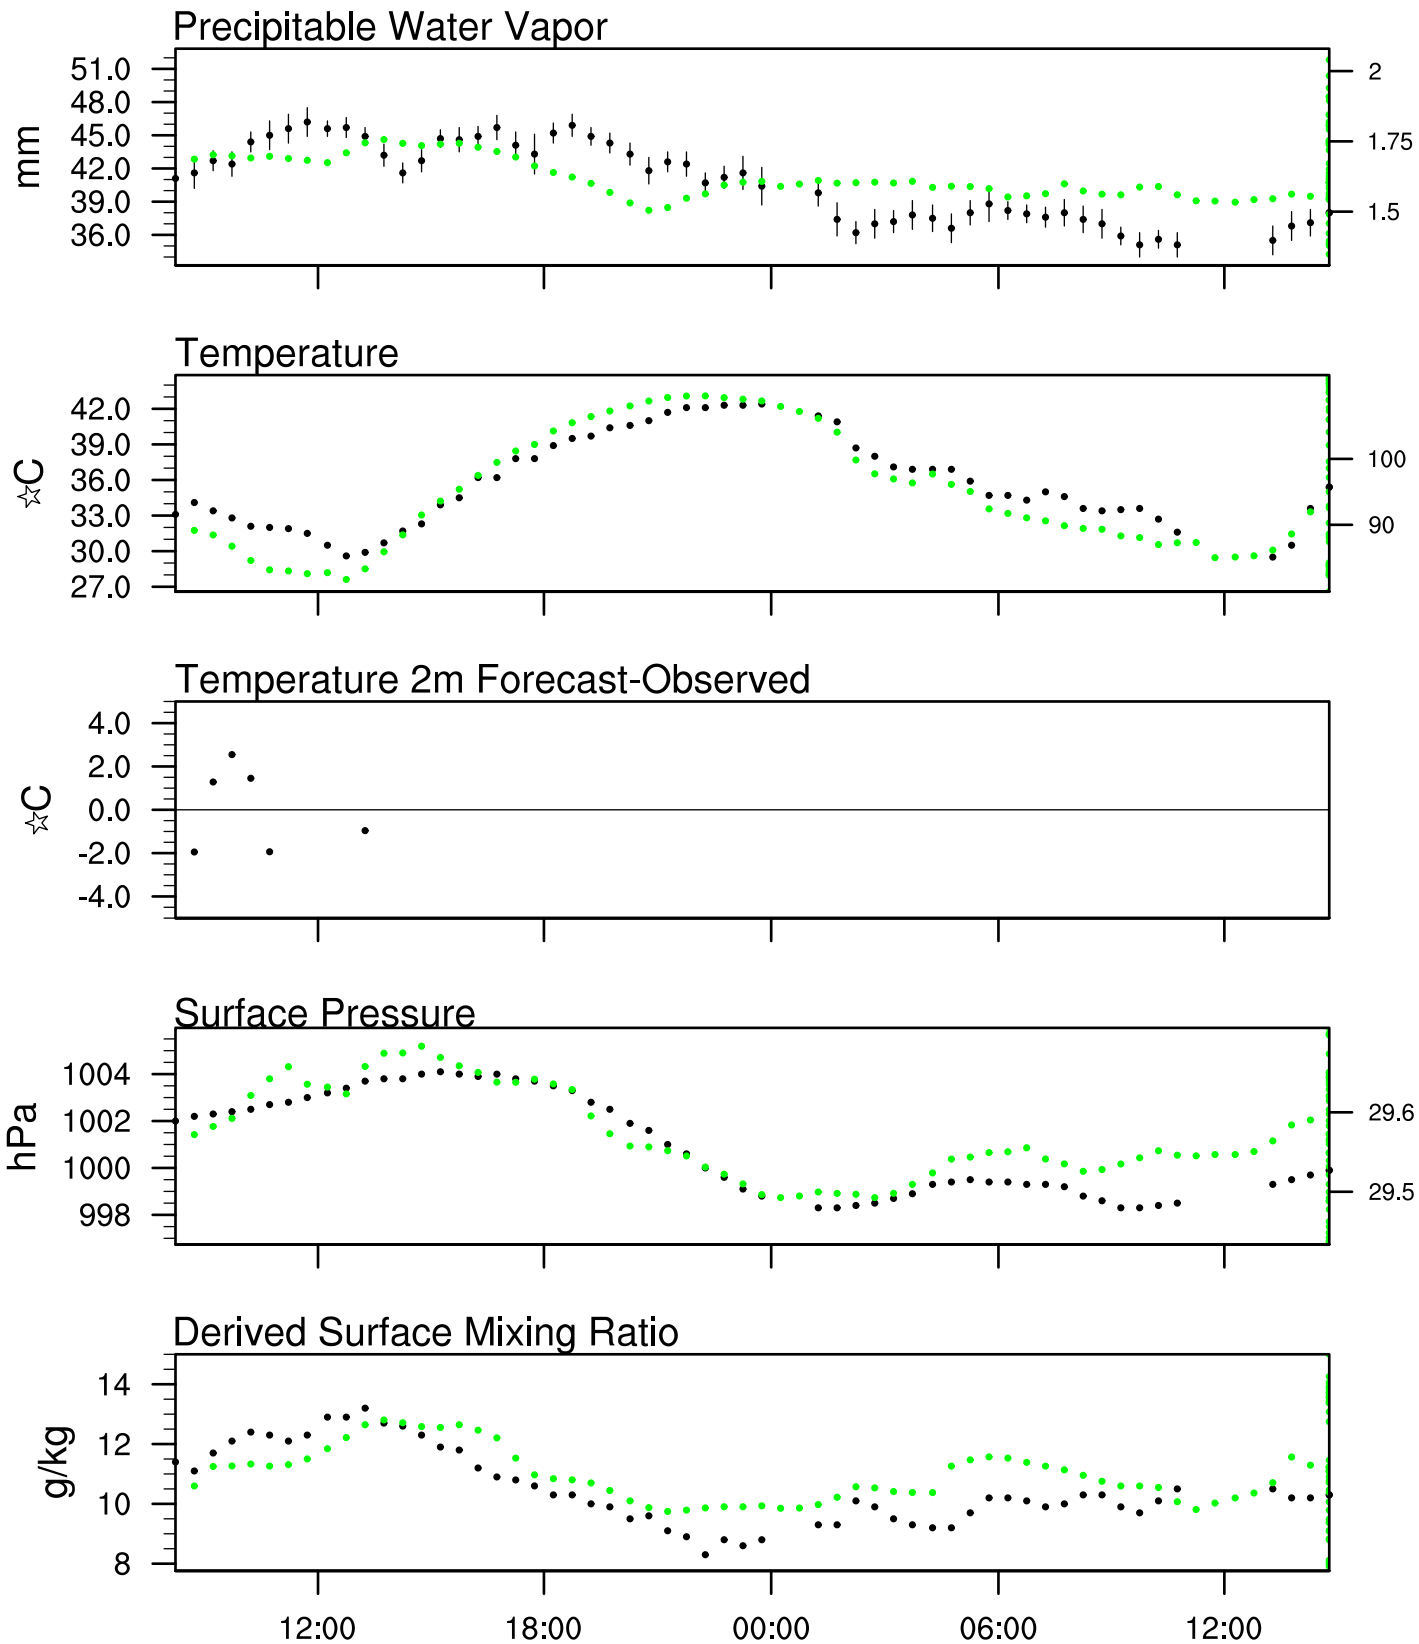 Precipitable Water Vapor
51.0
48.0
45.0
42.0
39.0
36.0
mm
2
1.75
1.5
Temperature
42.0
39.0
36.0
33.0
30.0
27.0
☆C
100
90
Temperature 2m Forecast-Observed
4.0
2.0
0.0
-2.0
-4.0
☆C
Surface Pressure
1004
1002
1000
998
hPa
29.6
29.5
Derived Surface Mixing Ratio
14
12
10
8
g/kg
12:00 18:00 00:00 06:00 12:00